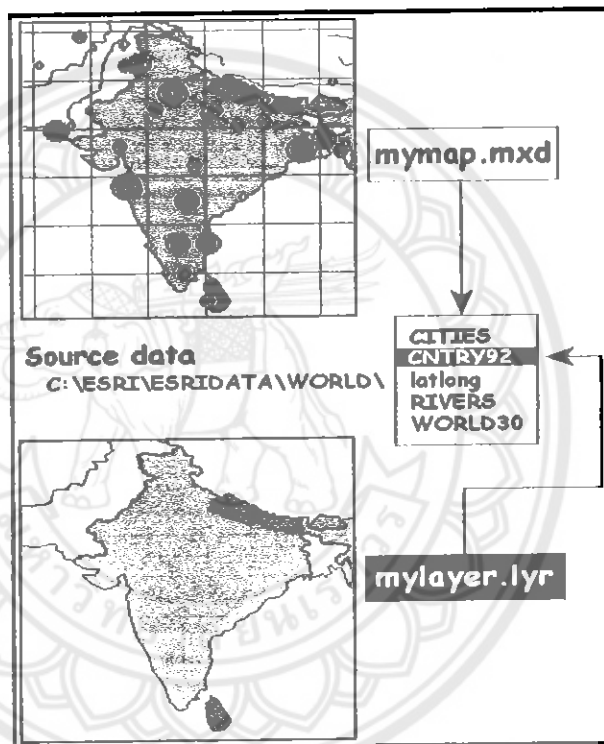 mymap.mxd
Source data
C:\ESRI\ESRIDATA\WORLD\
CITIES
CNTRY92
latlong
RIVERS
WORLD30
mylayer.lyr